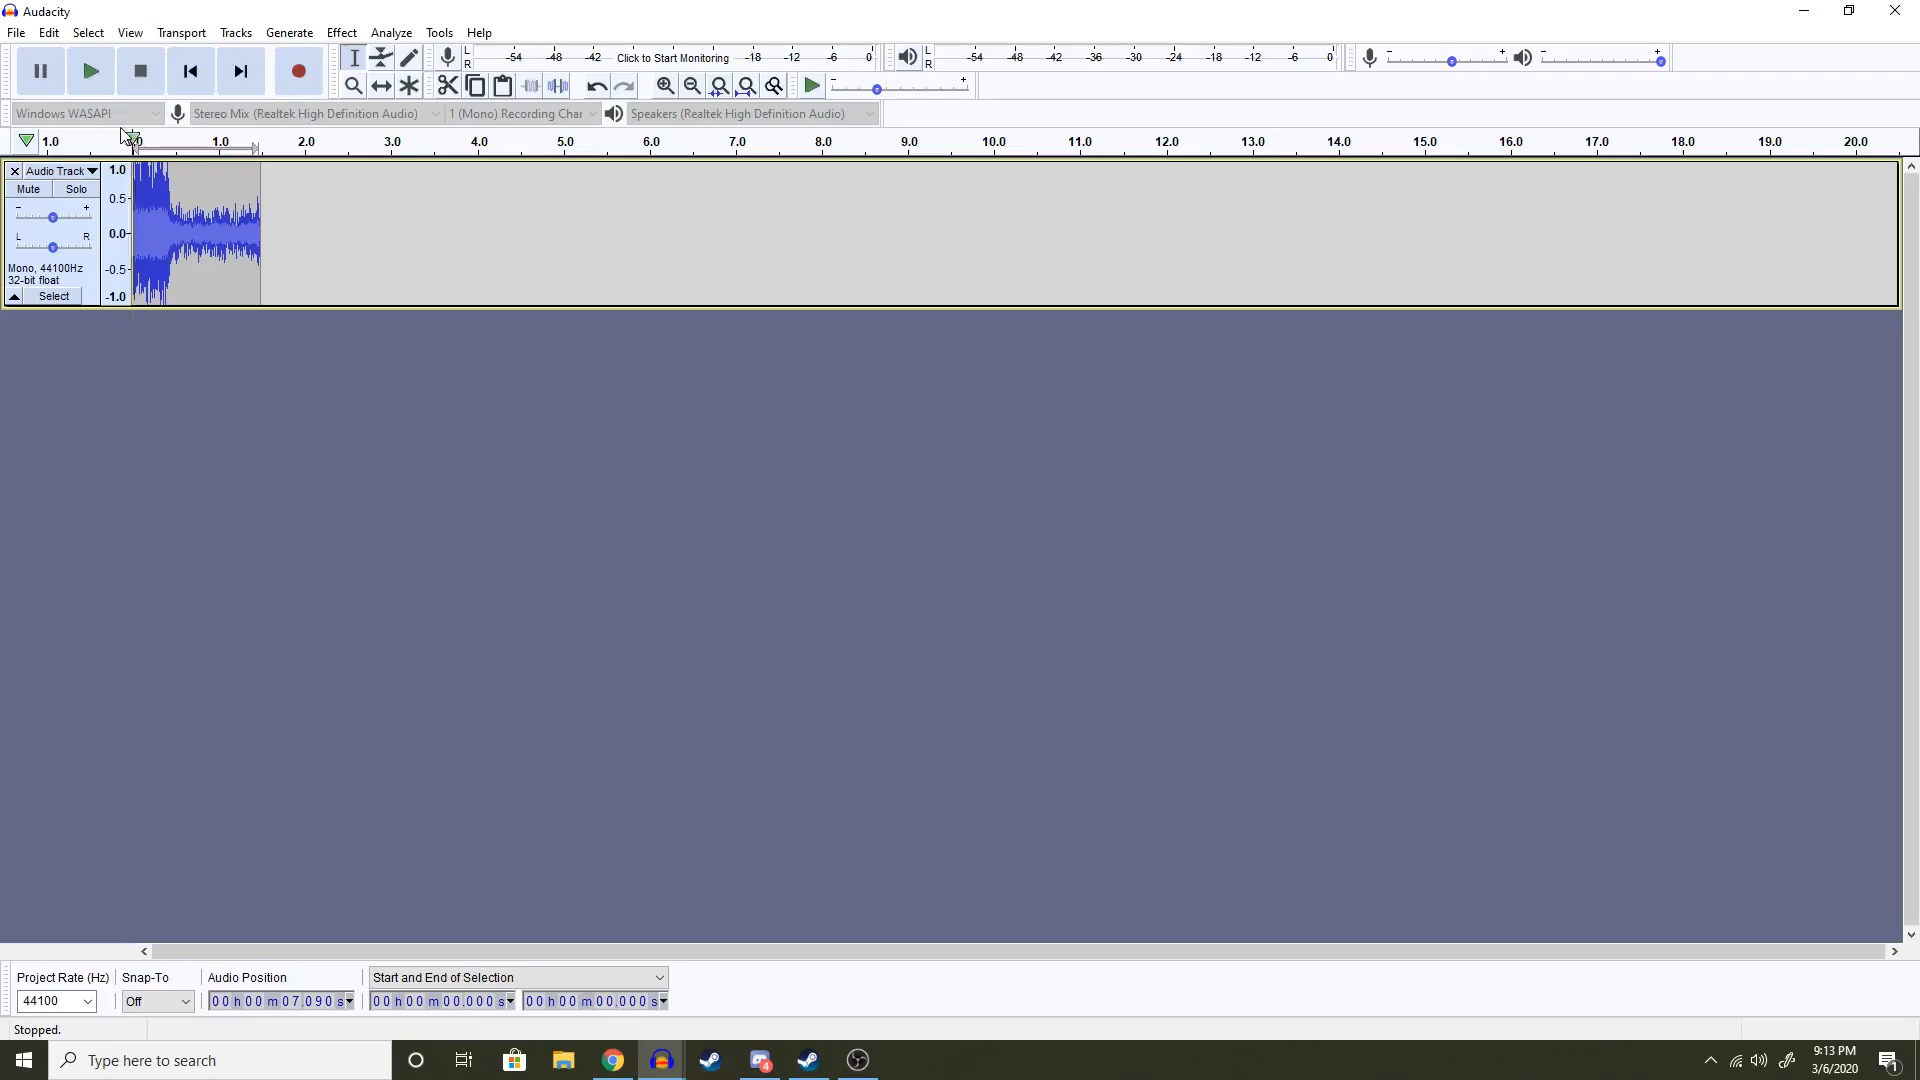 Audacity
File Edit Select View Transport Tracks Generate Effect Analyze Tools Help
L R -54 -48 -42 Click to Start Monitoring -18 -12 -6 0 L R -54 -48 -42 -36 -30 -24 -18 -12 -6 0 - + - +
- +
Windows WASAPI Stereo Mix (Realtek High Definition Audio) 1 (Mono) Recording Char Speakers (Realtek High Definition Audio)
1.0 0 1.0 2.0 3.0 4.0 5.0 6.0 7.0 8.0 9.0 10.0 11.0 12.0 13.0 14.0 15.0 16.0 17.0 18.0 19.0 20.0
Audio Track 1.0
Mute Solo 0.5
- +
L R 0.0
Mono, 44100Hz -0.5
32-bit float
Select -1.0
Project Rate (Hz) Snap-To Audio Position Start and End of Selection
44100 Off 00 h 00 m 07.090 s 00 h 00 m 00.000 s 00 h 00 m 00.000 s
Stopped.
Type here to search 4 9:13 PM 1
3/6/2020